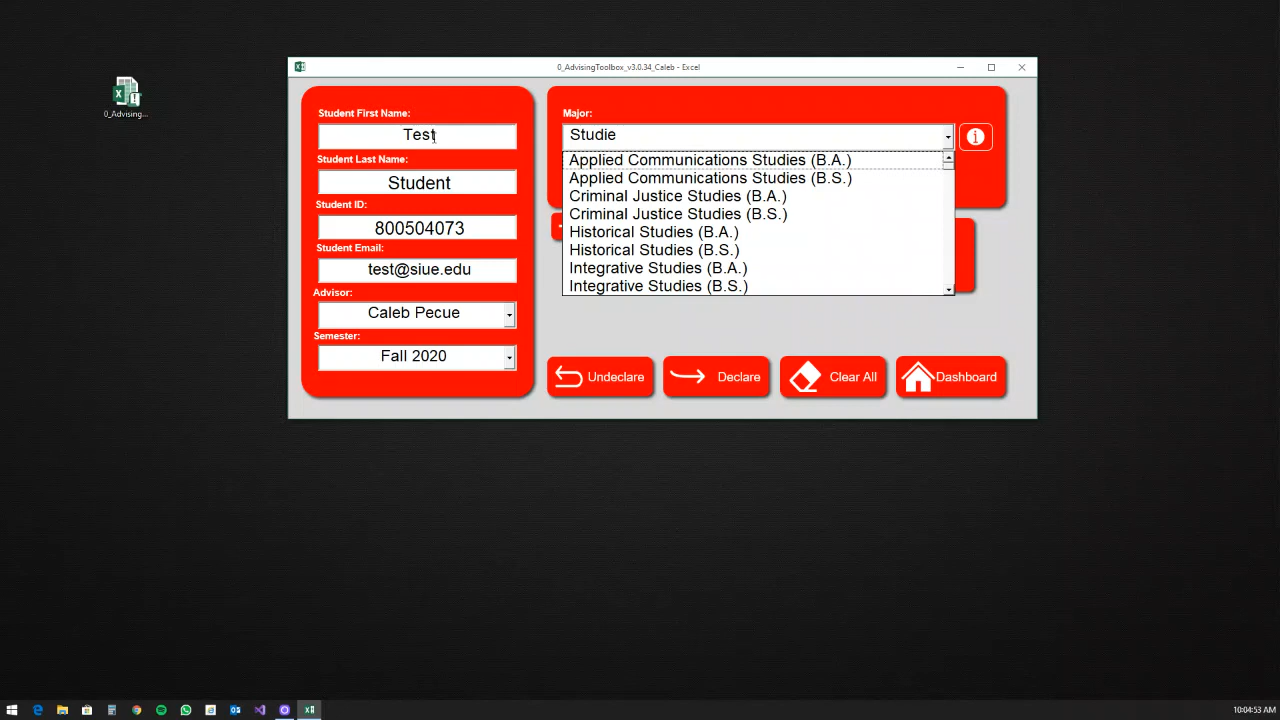 0_AdvisingToolbox_v3.0.34_Caleb - Excel
0_Advising...
Student First Name:
Test
Student Last Name:
Student
Student ID:
800504073
Student Email:
test@siue.edu
Advisor:
Caleb Pecue
Semester:
Fall 2020
Major:
Studie
Applied Communications Studies (B.A.)
Applied Communications Studies (B.S.)
Criminal Justice Studies (B.A.)
Criminal Justice Studies (B.S.)
Historical Studies (B.A.)
Historical Studies (B.S.)
Integrative Studies (B.A.)
Integrative Studies (B.S.)
Undeclare
Declare
Clear All
Dashboard
10:04:53 AM